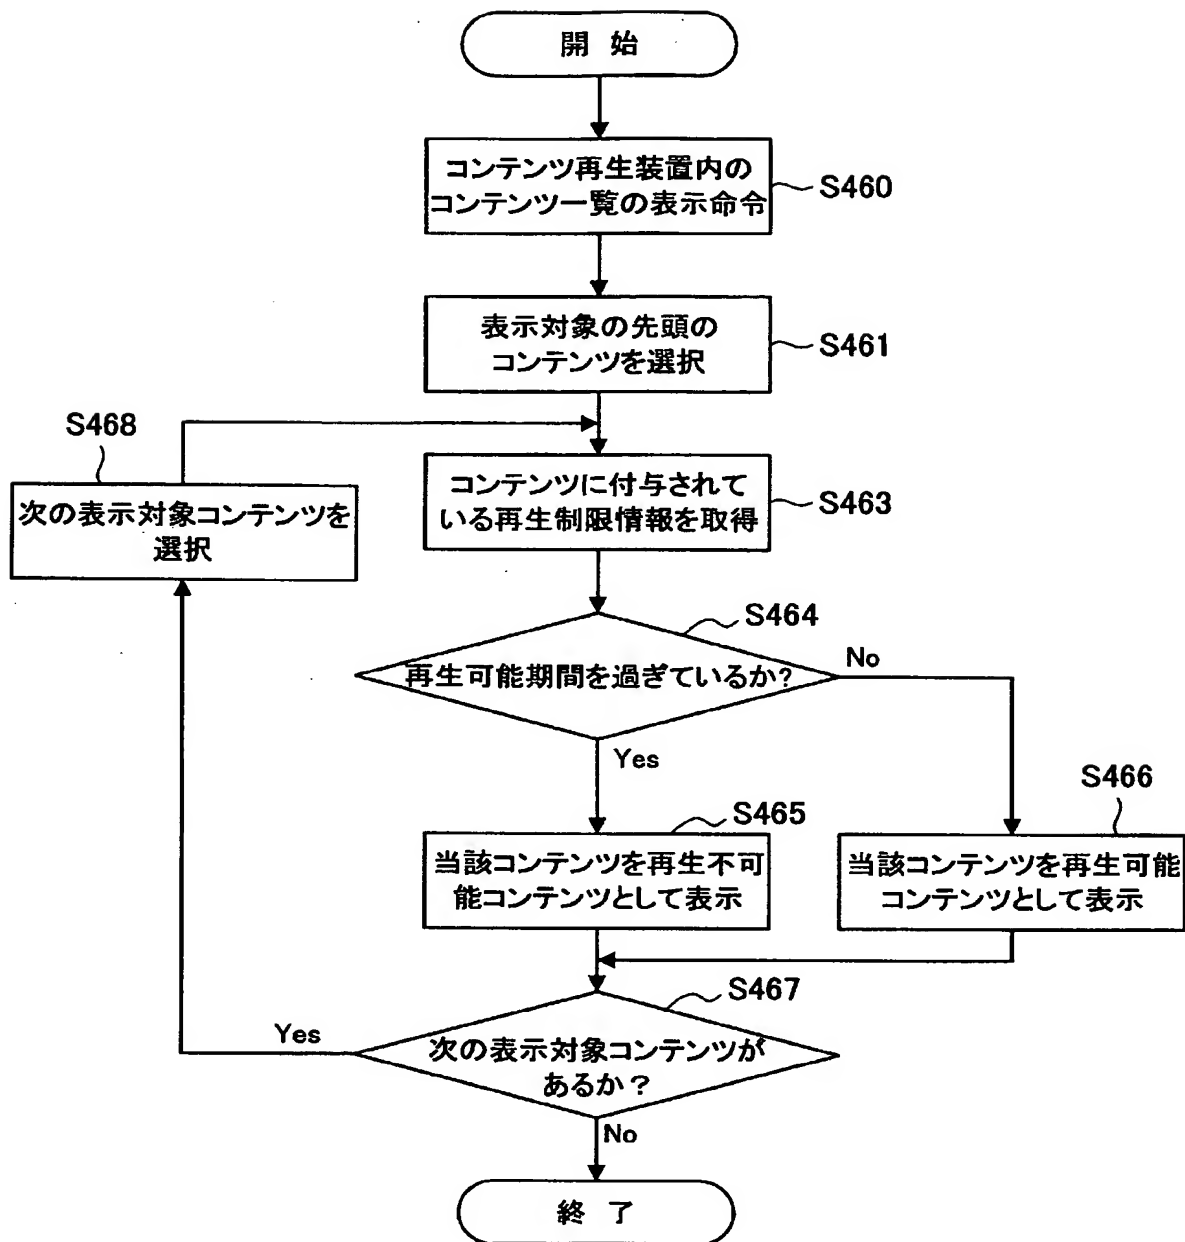 開 始
コンテンツ再生装置内の
コンテンツ一覧の表示命令
S460
表示対象の先頭の
コンテンツを選択
S461
S468
次の表示対象コンテンツを
選択
コンテンツに付与されて
いる再生制限情報を取得
S463
S464
再生可能期間を過ぎているか?
No
Yes
S465
当該コンテンツを再生不可
能コンテンツとして表示
S466
当該コンテンツを再生可能
コンテンツとして表示
S467
次の表示対象コンテンツが
あるか?
Yes
No
終 了